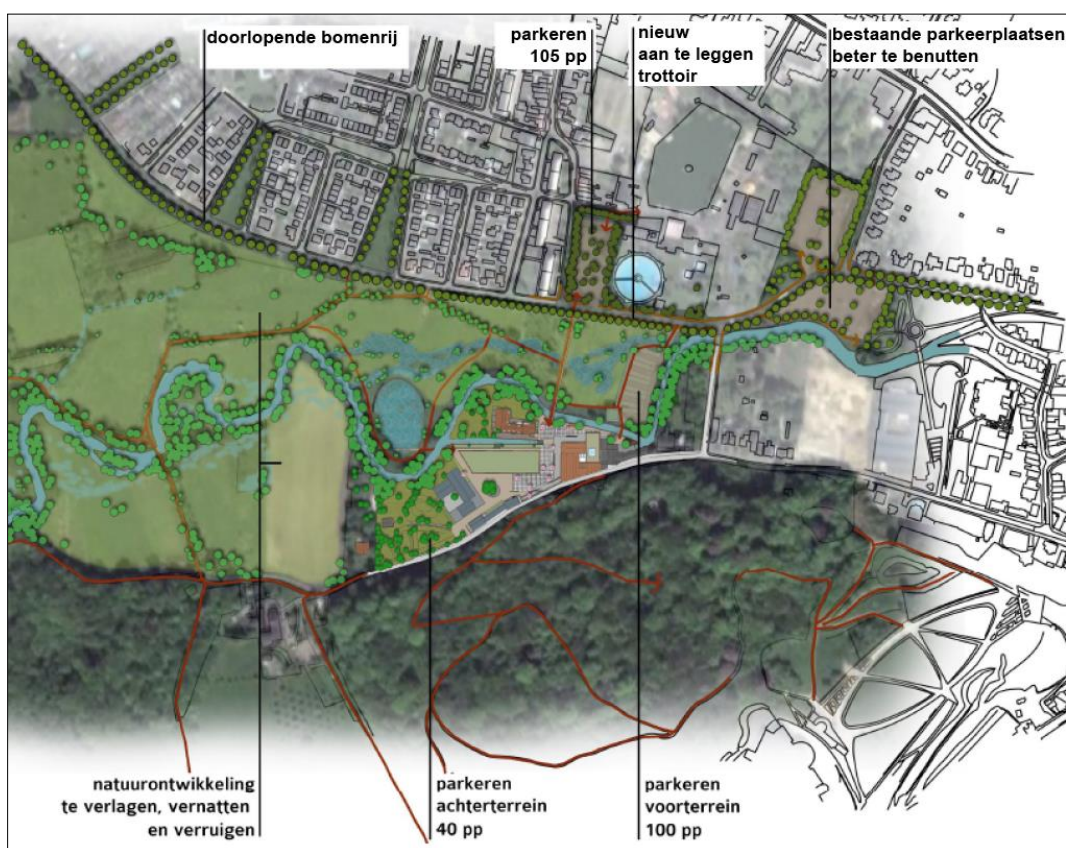 doorlopende bomenrij
parkeren
105 pp
nieuw
aan te leggen
trottoir
bestaande parkeerplaatsen
beter te benutten
natuurontwikkeling
te verlagen, vernatten
en verruigen
parkeren
achterterrein
40 pp
parkeren
voorterrein
100 pp